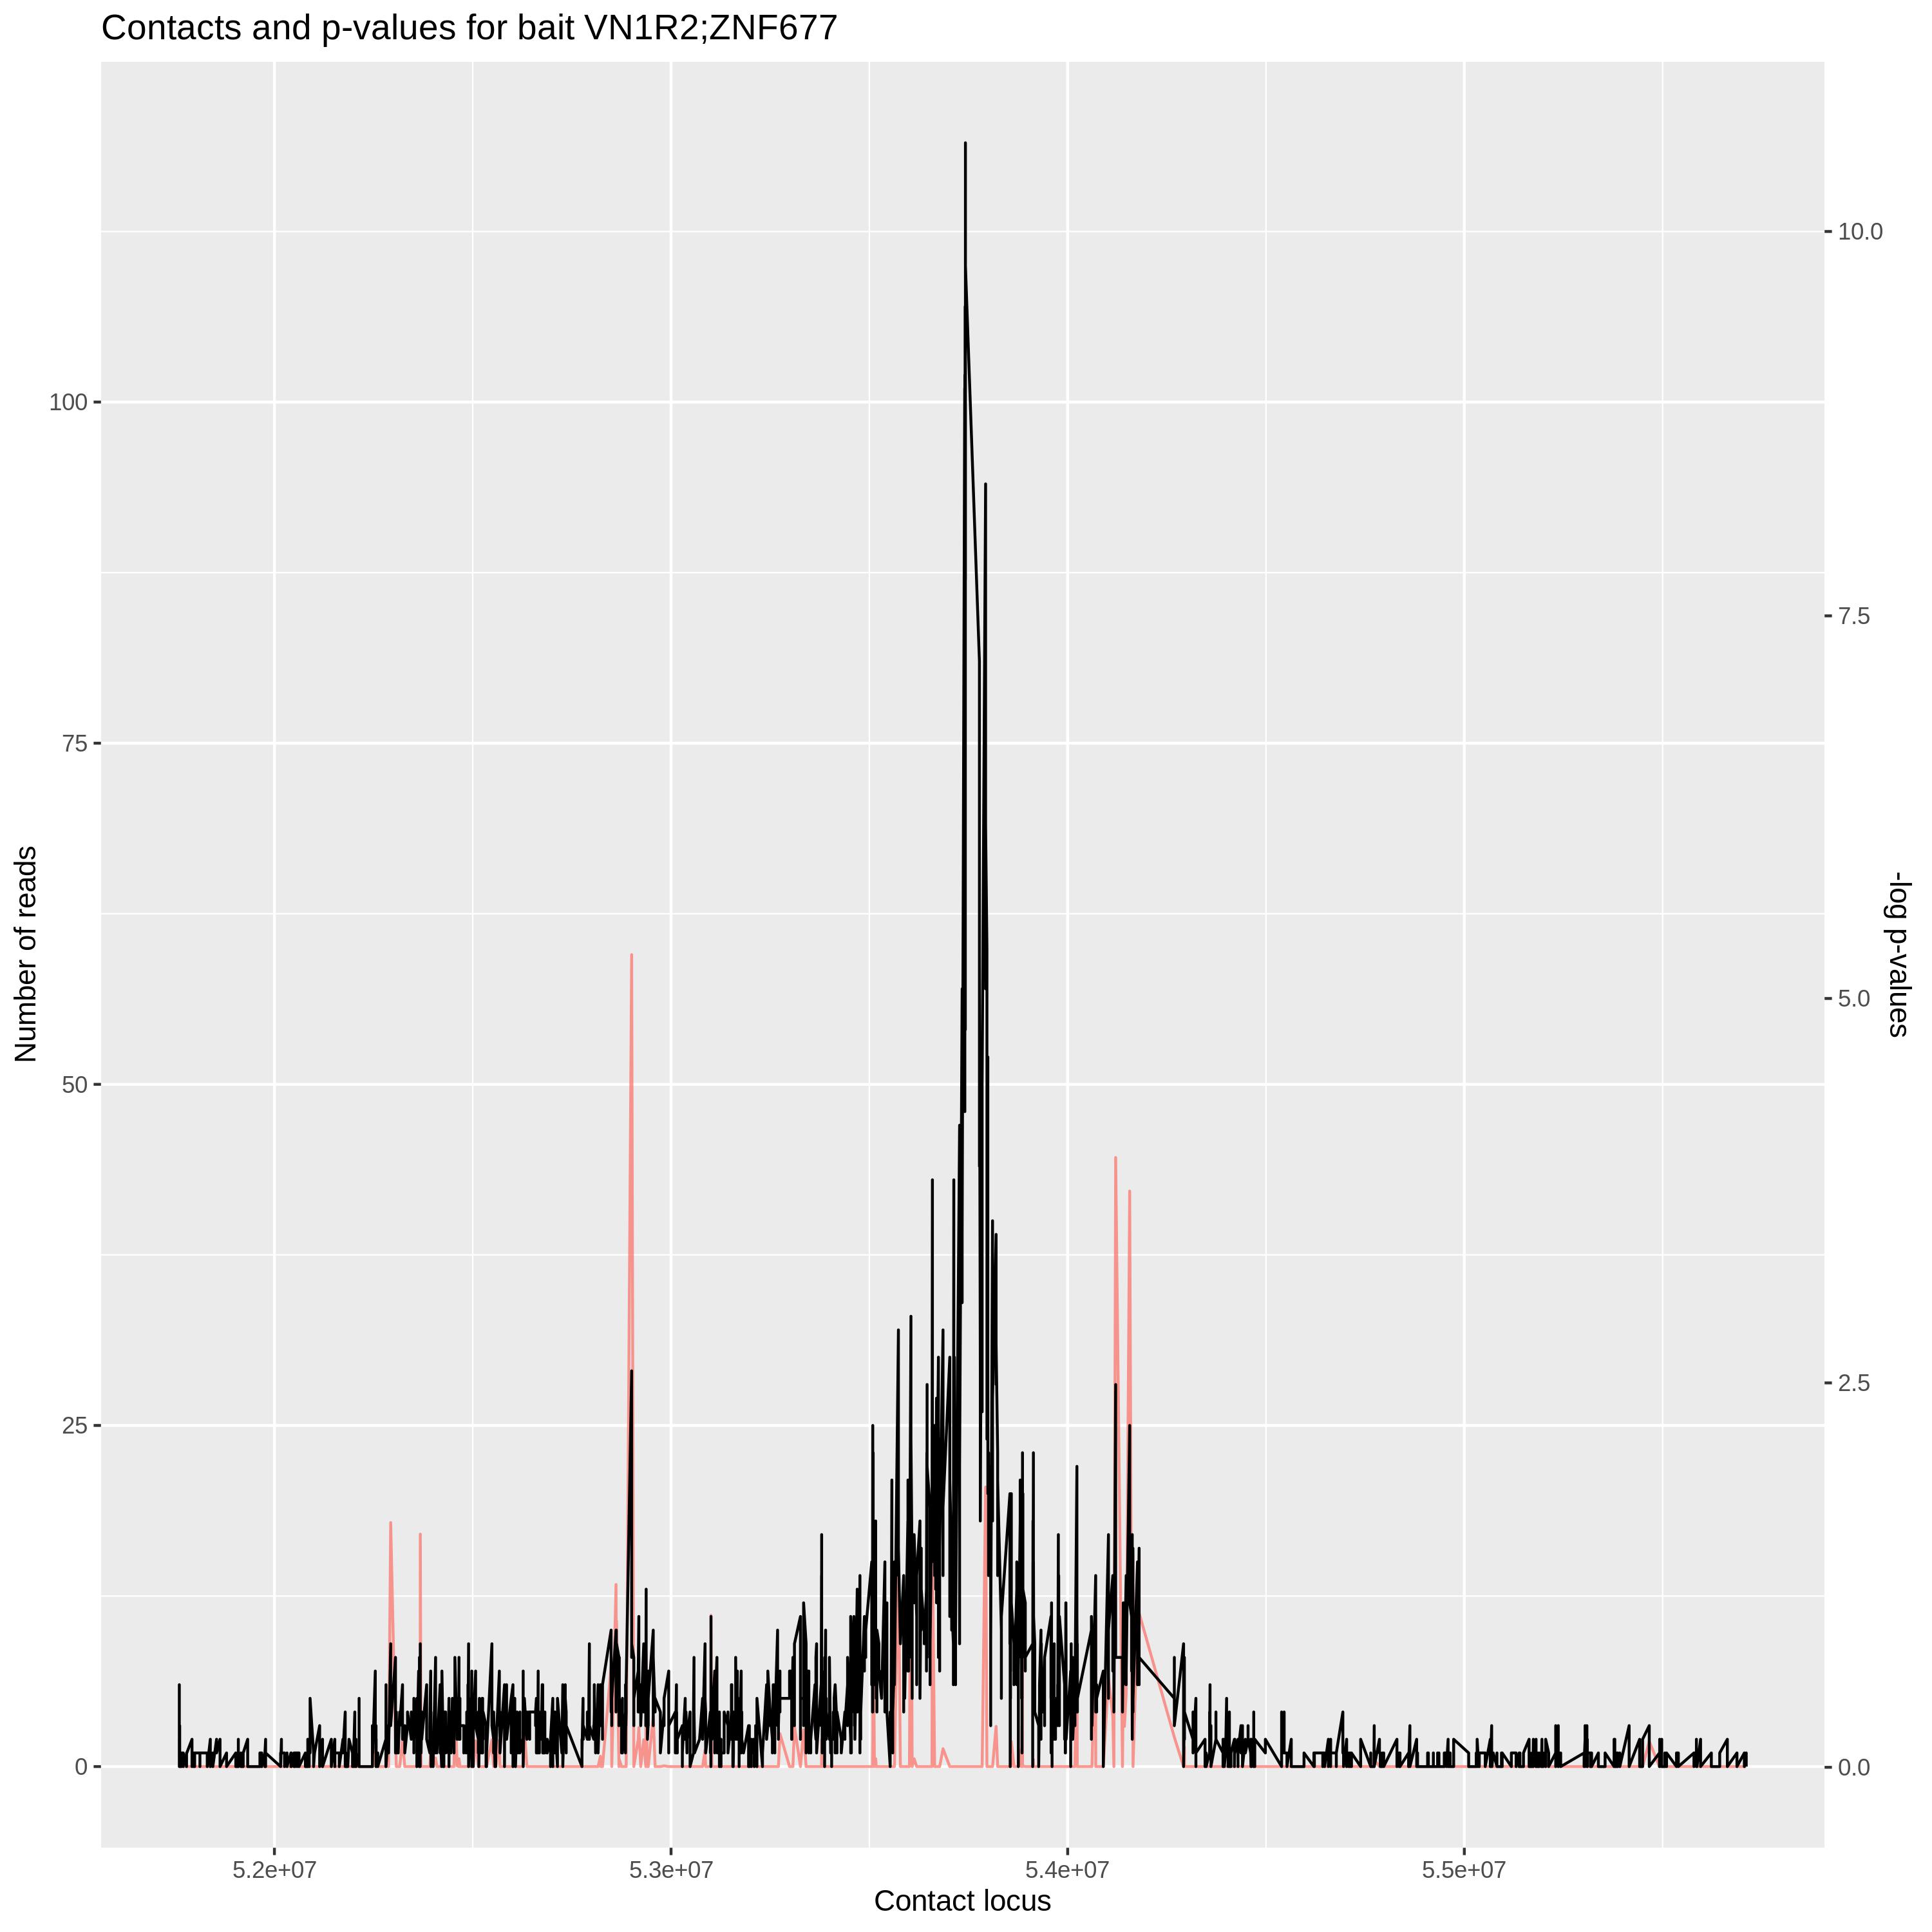 Contacts and p-values for bait VN1R2;ZNF677
Number of reads
100
75
50
25
0
10.0
7.5
5.0
2.5
0.0
-log p-values
5.2e+07
5.3e+07
5.4e+07
5.5e+07
Contact locus